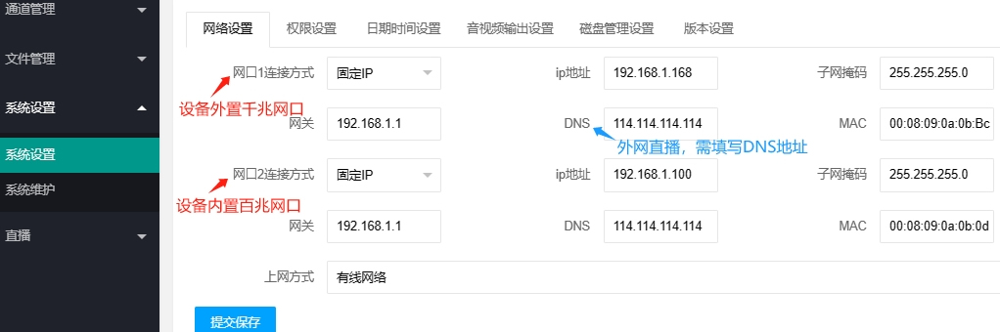 通道管理
文件管理
系统设置
系统设置
系统维护
直播
网络设置 权限设置 日期时间设置 音视频输出设置 磁盘管理设置 版本设置
网口1连接方式 固定IP ip地址 192.168.1.168 子网掩码 255.255.255.0
设备外置千兆网口
网关 192.168.1.1 DNS 114.114.114.114 MAC 00:08:09:0a:0b:Bc
外网直播，需填写DNS地址
网口2连接方式 固定IP ip地址 192.168.1.100 子网掩码 255.255.255.0
设备内置百兆网口
网关 192.168.1.1 DNS 114.114.114.114 MAC 00:08:09:0a:0b:0d
上网方式 有线网络
提交保存